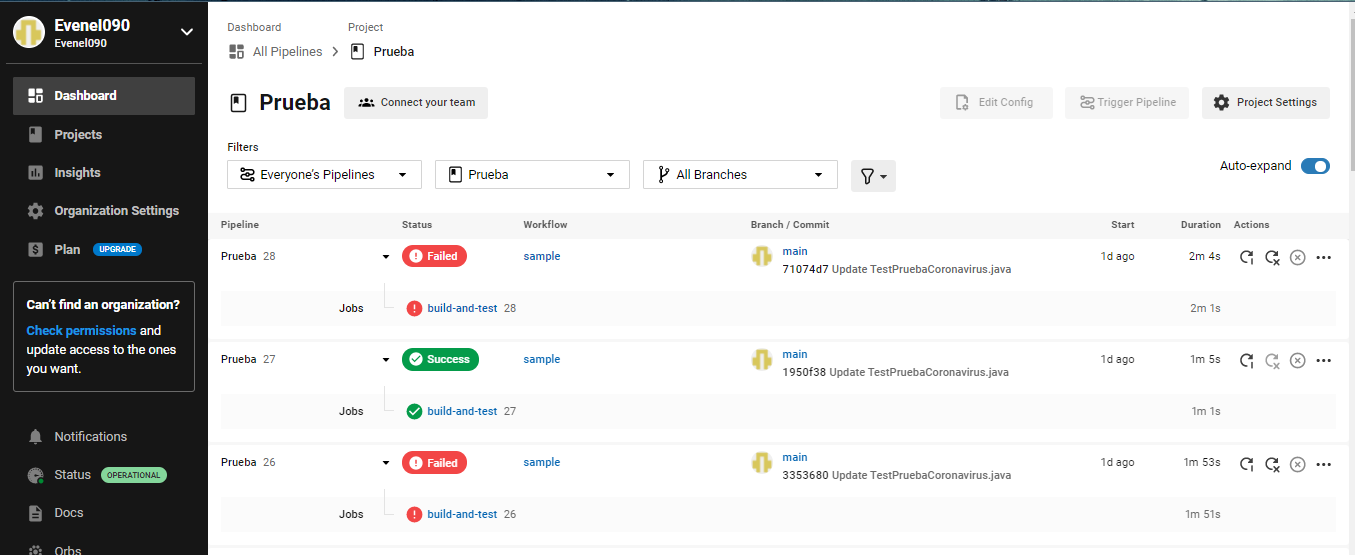 Evenel090
Evenel090
Dashboard
Projects
Insights
Organization Settings
Plan UPGRADE
Can't find an organization?
Check permissions and
update access to the ones
you want.
Notifications
Status OPERATIONAL
Docs
Orbs
Dashboard Project
All Pipelines > Prueba
Prueba Connect your team Edit Config Trigger Pipeline Project Settings
Filters
Everyone's Pipelines Prueba All Branches Auto-expand
Pipeline Status Workflow Branch / Commit Start Duration Actions
Prueba 28 Failed sample main 1d ago 2m 4s
71074d7 Update TestPruebaCoronavirus.java
Jobs build-and-test 28 2m 1s
Prueba 27 Success sample main 1d ago 1m 5s
1950f38 Update TestPruebaCoronavirus.java
Jobs build-and-test 27 1m 1s
Prueba 26 Failed sample main 1d ago 1m 53s
3353680 Update TestPruebaCoronavirus.java
Jobs build-and-test 26 1m 51s